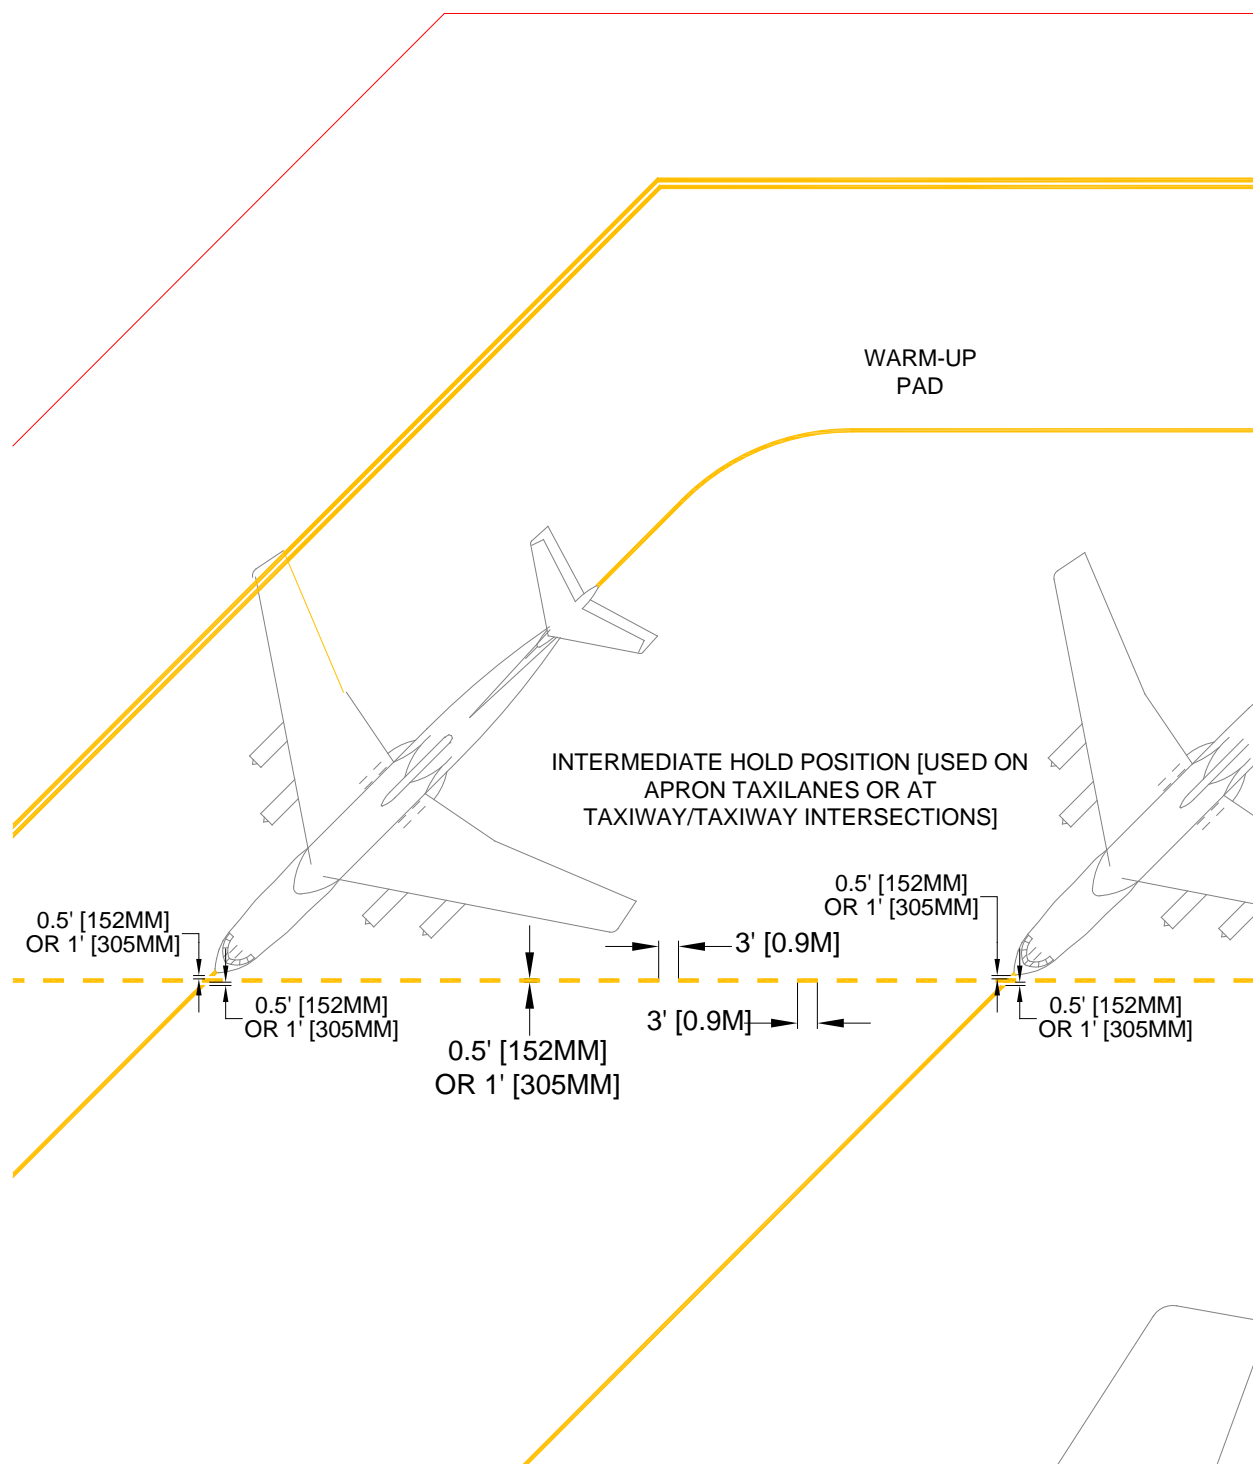 WARM-UP
PAD
INTERMEDIATE HOLD POSITION [USED ON
APRON TAXILANES OR AT
TAXIWAY/TAXIWAY INTERSECTIONS]
0.5' [152MM]
OR 1' [305MM]
0.5' [152MM]
OR 1' [305MM]
3' [0.9M]
0.5' [152MM]
OR 1' [305MM]
0.5' [152MM]
OR 1' [305MM]
3' [0.9M]
0.5' [152MM]
OR 1' [305MM]